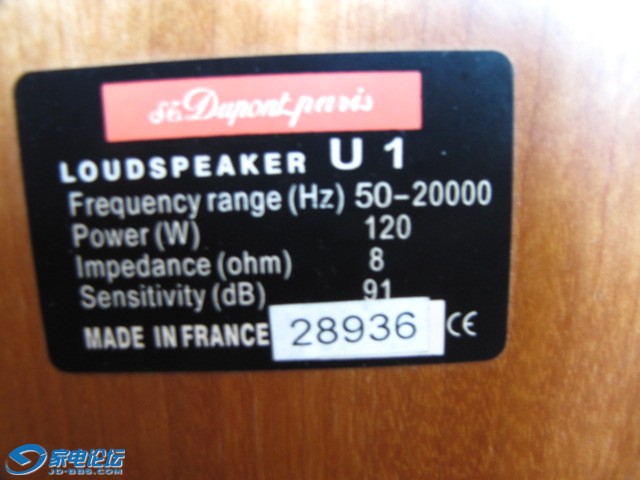 St. Dupont paris
LOUDSPEAKER U 1
Frequency range (Hz) 50-20000
Power (W) 120
Impedance (ohm) 8
Sensitivity (dB) 91
MADE IN FRANCE 28936 CE
家电论坛
JD-BBS.COM